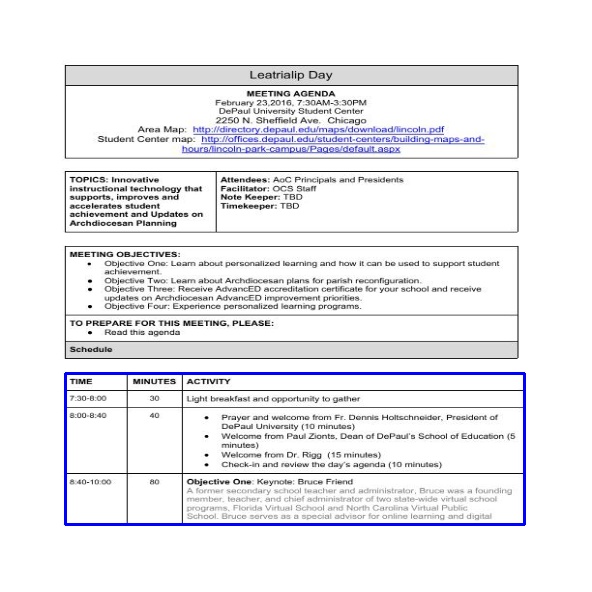 Leatrialip Day
MEETING AGENDA
February 23,2016, 7:30AM-3:30PM
DePaul University Student Center
2250 N. Sheffield Ave.  Chicago
Area Map:  http://directory.depaul.edu/maps/download/lincoln.pdf
Student Center map:  http://offices.depaul.edu/student-centers/building-maps-and-
hours/lincoln-park-campus/Pages/default.aspx
TOPICS: Innovative
instructional technology that
supports, improves and
accelerates student
achievement and Updates on
Archdiocesan Planning
Attendees: AoC Principals and Presidents
Facilitator: OCS Staff
Note Keeper: TBD
Timekeeper: TBD
MEETING OBJECTIVES:
• Objective One: Learn about personalized learning and how it can be used to support student
achievement.
• Objective Two: Learn about Archdiocesan plans for parish reconfiguration.
• Objective Three: Receive AdvancED accreditation certificate for your school and receive
updates on Archdiocesan AdvancED improvement priorities.
• Objective Four: Experience personalized learning programs.
TO PREPARE FOR THIS MEETING, PLEASE:
• Read this agenda
Schedule
TIME MINUTES ACTIVITY
7:30-8:00 30 Light breakfast and opportunity to gather
8:00-8:40 40
• Prayer and welcome from Fr. Dennis Holtschneider, President of
DePaul University (10 minutes)
• Welcome from Paul Zionts, Dean of DePaul's School of Education (5
minutes)
• Welcome from Dr. Rigg  (15 minutes)
• Check-in and review the day's agenda (10 minutes)
8:40-10:00 80 Objective One: Keynote: Bruce Friend
A former secondary school teacher and administrator, Bruce was a founding
member, teacher, and chief administrator of two state-wide virtual school
programs, Florida Virtual School and North Carolina Virtual Public
School. Bruce serves as a special advisor for online learning and digital